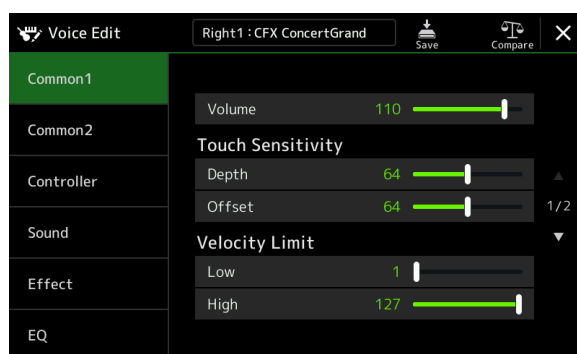 Voice Edit
Right1 : CFX ConcertGrand
Save
Compare
Common1
Common2
Controller
Sound
Effect
EQ
Volume 110
Touch Sensitivity
Depth 64
Offset 64
Velocity Limit
Low 1
High 127
1/2